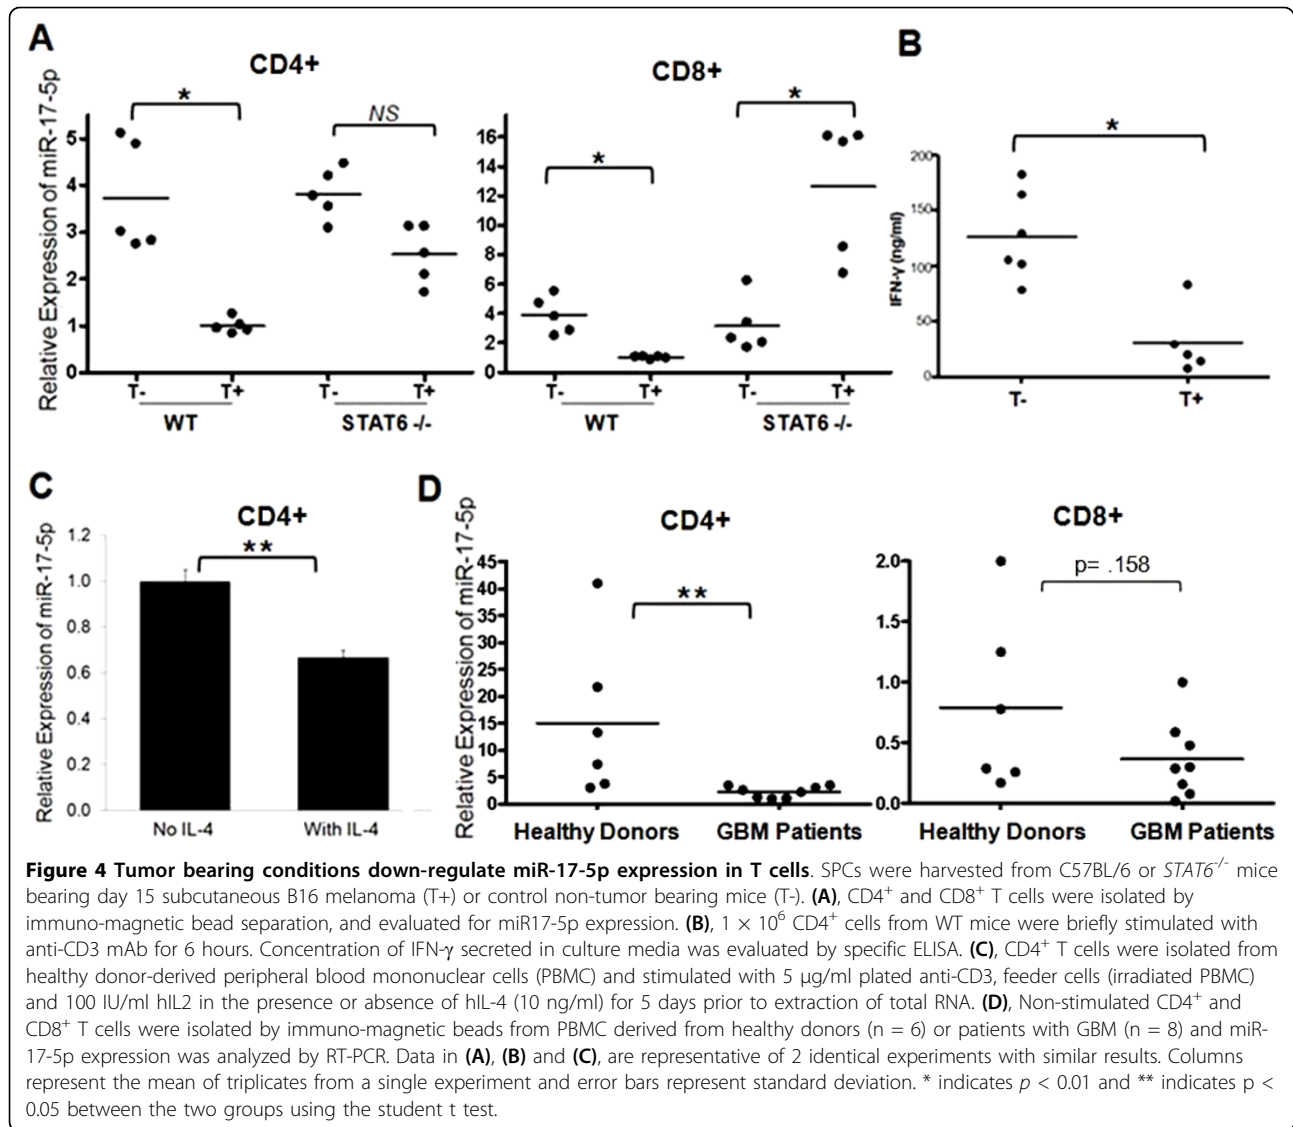 A
CD4+
*
NS
Relative Expression of miR-17-5p
5
4
3
2
1
0
T- T+ T- T+
WT STAT6 -/-
CD8+
*
*
16
14
12
10
8
6
4
2
0
T- T+ T- T+
WT STAT6 -/-
B
*
IFN-γ (ng/ml)
200
150
100
50
0
T- T+
C
CD4+
**
Relative Expression of miR-17-5p
1.2
1.0
0.8
0.6
0.4
0.2
0.0
No IL-4 With IL-4
D
CD4+
**
Relative Expression of miR-17-5p
45
40
35
30
25
20
15
10
5
0
Healthy Donors GBM Patients
CD8+
p= .158
2.0
1.5
1.0
0.5
0.0
Healthy Donors GBM Patients
Figure 4 Tumor bearing conditions down-regulate miR-17-5p expression in T cells. SPCs were harvested from C57BL/6 or STAT6-/- mice
bearing day 15 subcutaneous B16 melanoma (T+) or control non-tumor bearing mice (T-). (A), CD4+ and CD8+ T cells were isolated by
immuno-magnetic bead separation, and evaluated for miR17-5p expression. (B), 1 × 10⁶ CD4+ cells from WT mice were briefly stimulated with
anti-CD3 mAb for 6 hours. Concentration of IFN-γ secreted in culture media was evaluated by specific ELISA. (C), CD4+ T cells were isolated from
healthy donor-derived peripheral blood mononuclear cells (PBMC) and stimulated with 5 μg/ml plated anti-CD3, feeder cells (irradiated PBMC)
and 100 IU/ml hIL2 in the presence or absence of hIL-4 (10 ng/ml) for 5 days prior to extraction of total RNA. (D), Non-stimulated CD4+ and
CD8+ T cells were isolated by immuno-magnetic beads from PBMC derived from healthy donors (n = 6) or patients with GBM (n = 8) and miR-
17-5p expression was analyzed by RT-PCR. Data in (A), (B) and (C), are representative of 2 identical experiments with similar results. Columns
represent the mean of triplicates from a single experiment and error bars represent standard deviation. * indicates p < 0.01 and ** indicates p <
0.05 between the two groups using the student t test.